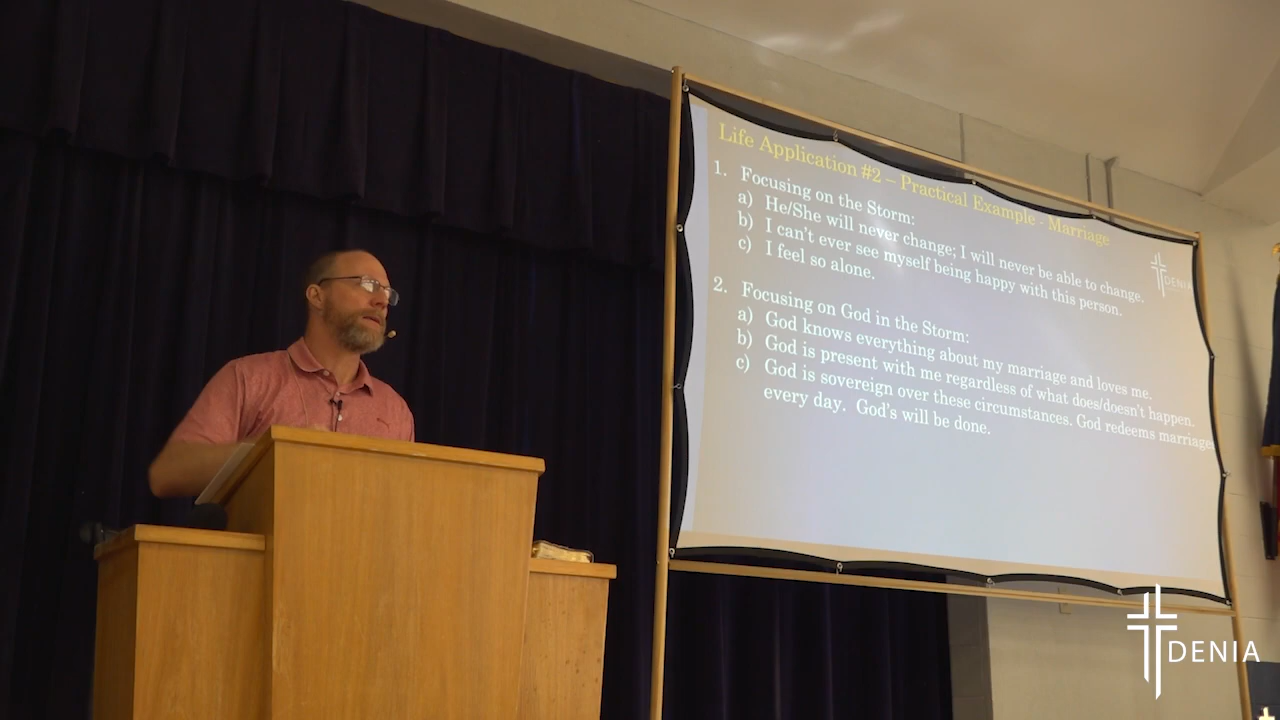 Life Application #2 – Practical Example - Marriage
1. Focusing on the Storm:
a) He/She will never change; I will never be able to change.
b) I can't ever see myself being happy with this person.
c) I feel so alone.
2. Focusing on God in the Storm:
a) God knows everything about my marriage and loves me.
b) God is present with me regardless of what does/doesn't happen.
c) God is sovereign over these circumstances. God redeems marriages
every day. God's will be done.
DENIA
DENIA